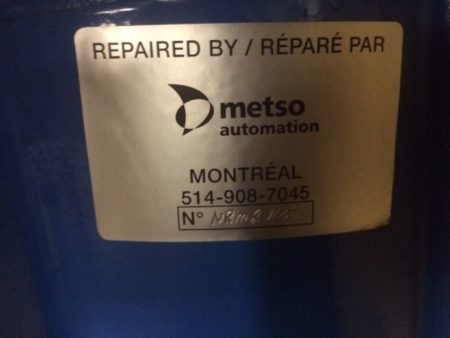 REPAIRED BY / RÉPARÉ PAR
metso
automation
MONTRÉAL
514-908-7045
N°